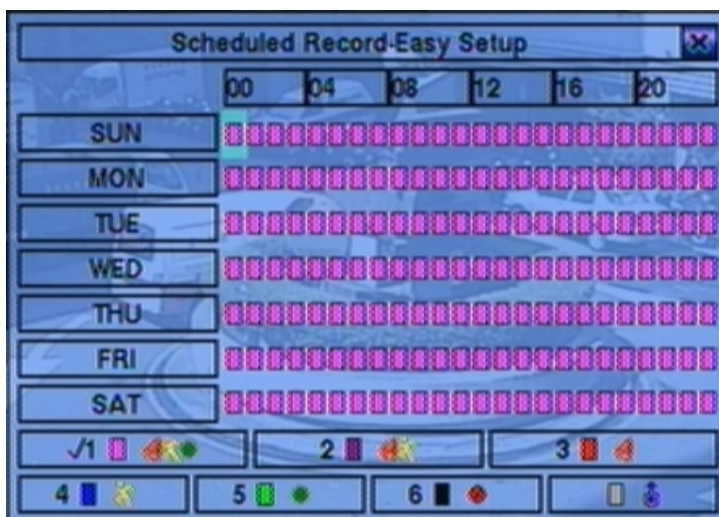 Scheduled Record-Easy Setup
00 04 08 12 16 20
SUN
MON
TUE
WED
THU
FRI
SAT
√1 2 3
4 5 6